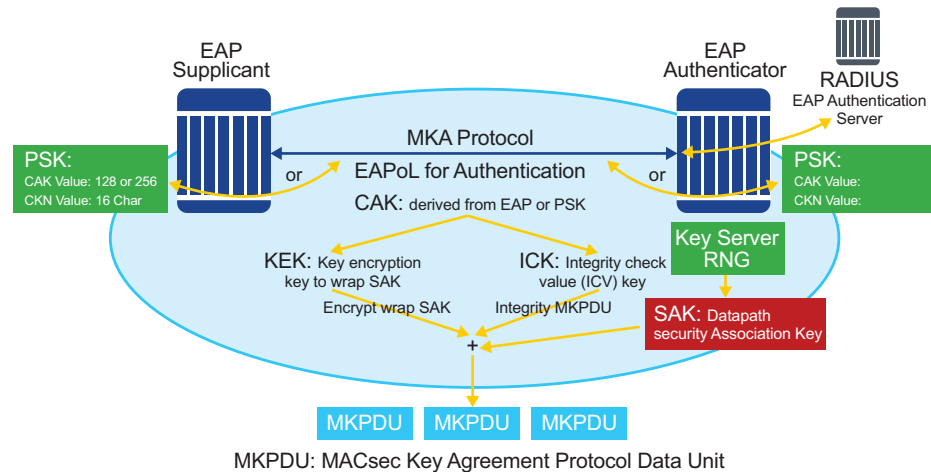 EAP
Supplicant
EAP
Authenticator
RADIUS
EAP Authentication
Server
MKA Protocol
PSK:
CAK Value: 128 or 256
CKN Value: 16 Char
or
EAPoL for Authentication
or
PSK:
CAK Value:
CKN Value:
CAK: derived from EAP or PSK
Key Server
RNG
KEK: Key encryption
key to wrap SAK
ICK: Integrity check
value (ICV) key
Encrypt wrap SAK
Integrity MKPDU
SAK: Datapath
security Association Key
+
MKPDU
MKPDU
MKPDU
MKPDU: MACsec Key Agreement Protocol Data Unit